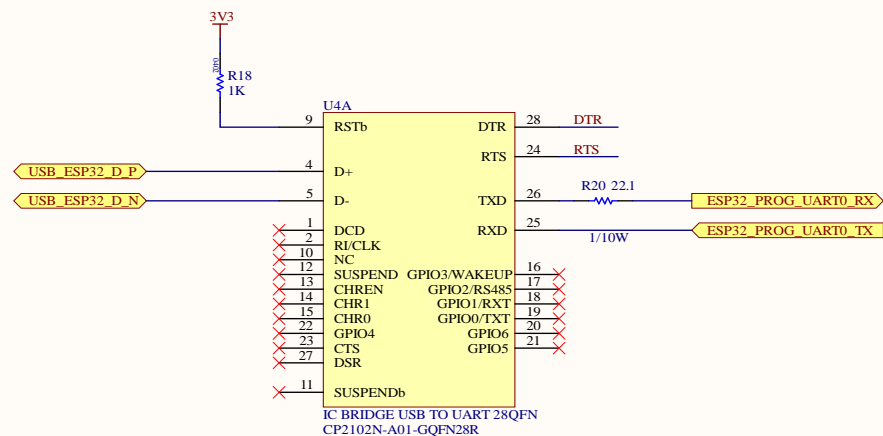 3V3
0402
R18
1K
U4A
9 RSTb DTR 28 DTR
RTS 24 RTS
USB_ESP32_D_P 4 D+
USB_ESP32_D_N 5 D- TXD 26 R20 22.1 ESP32_PROG_UART0_RX
1 DCD RXD 25 1/10W ESP32_PROG_UART0_TX
2 RI/CLK
10 NC
12 SUSPEND GPIO3/WAKEUP 16
13 CHREN GPIO2/RS485 17
14 CHR1 GPIO1/RXT 18
15 CHR0 GPIO0/TXT 19
22 GPIO4 GPIO6 20
23 CTS GPIO5 21
27 DSR
11 SUSPENDb
IC BRIDGE USB TO UART 28QFN
CP2102N-A01-GQFN28R